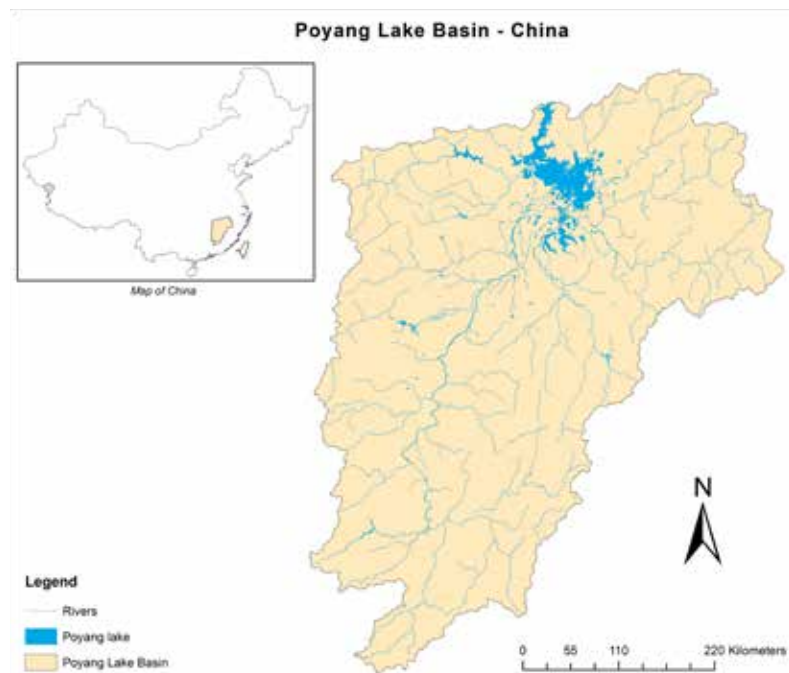 Poyang Lake Basin - China
Map of China
N
Legend
Rivers
Poyang lake
Poyang Lake Basin
0 55 110 220 Kilometers